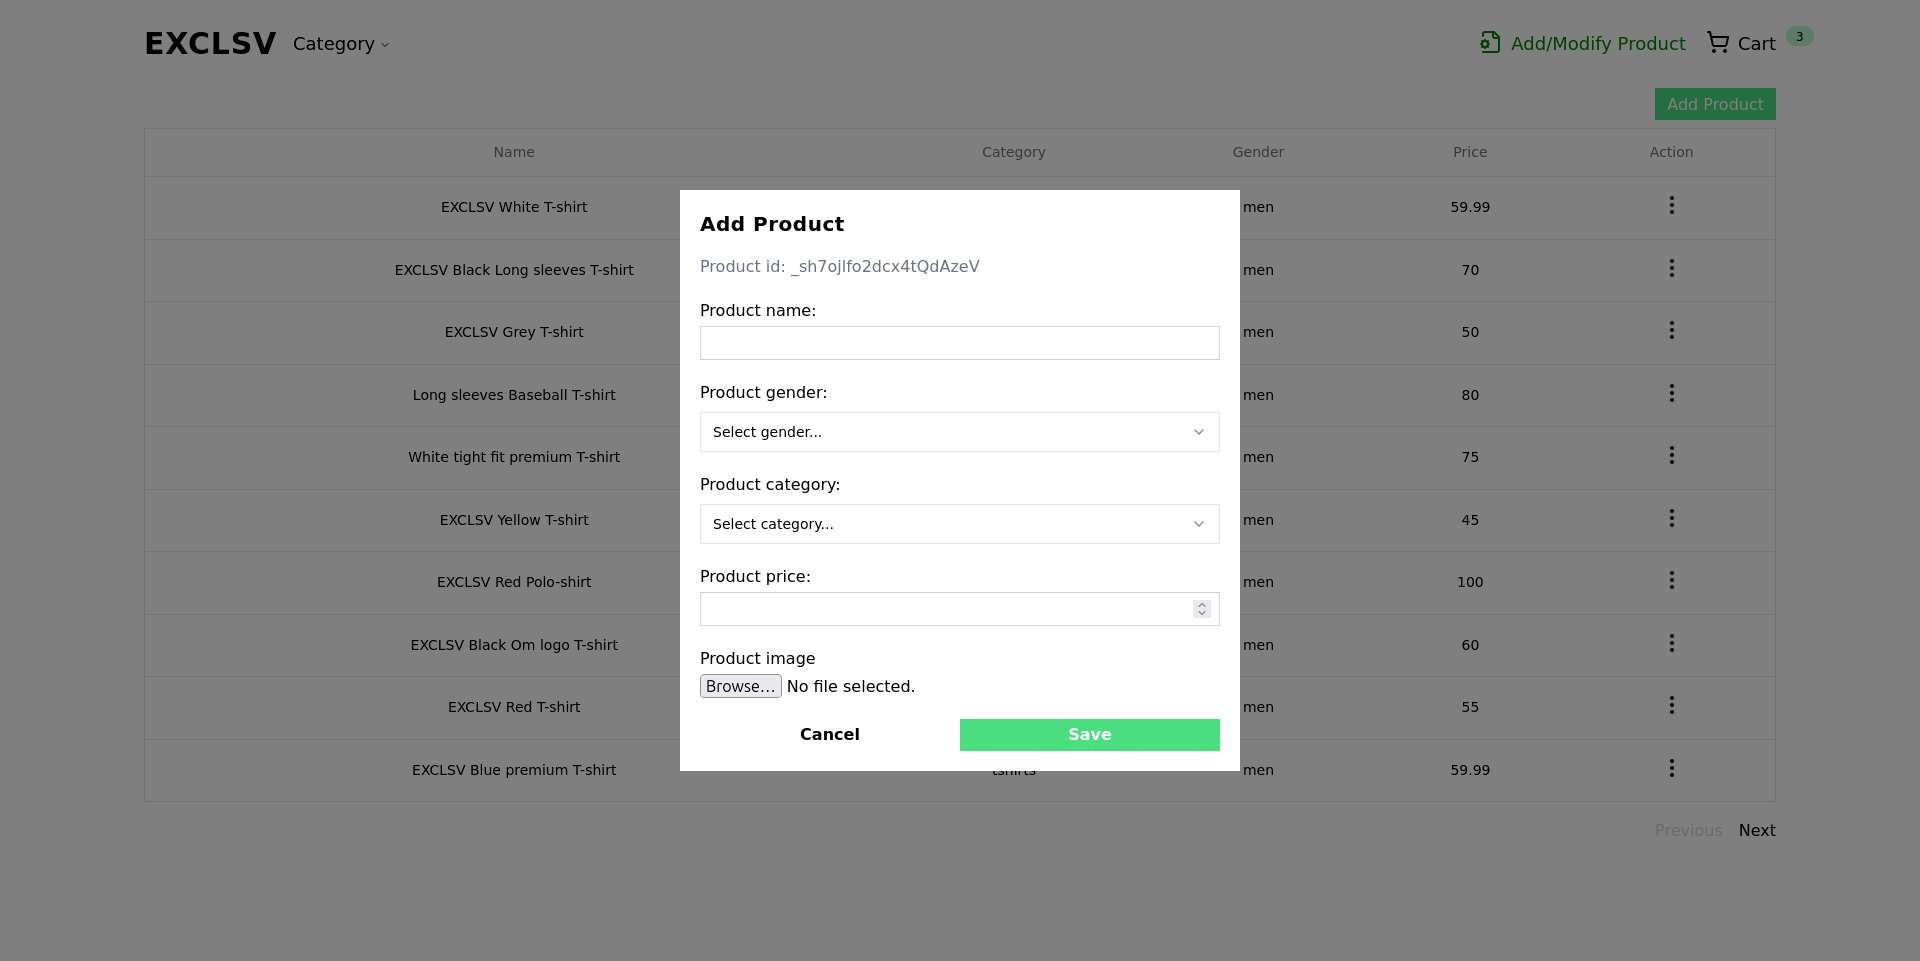 EXCLSV Category Add/Modify Product Cart 3
Add Product
Name Category Gender Price Action
EXCLSV White T-shirt men 59.99
EXCLSV Black Long sleeves T-shirt men 70
EXCLSV Grey T-shirt men 50
Long sleeves Baseball T-shirt men 80
White tight fit premium T-shirt men 75
EXCLSV Yellow T-shirt men 45
EXCLSV Red Polo-shirt men 100
EXCLSV Black Om logo T-shirt men 60
EXCLSV Red T-shirt men 55
EXCLSV Blue premium T-shirt tshirts men 59.99
Previous Next
Add Product
Product id: _sh7ojlfo2dcx4tQdAzeV
Product name:
Product gender:
Select gender...
Product category:
Select category...
Product price:
Product image
Browse... No file selected.
Cancel Save